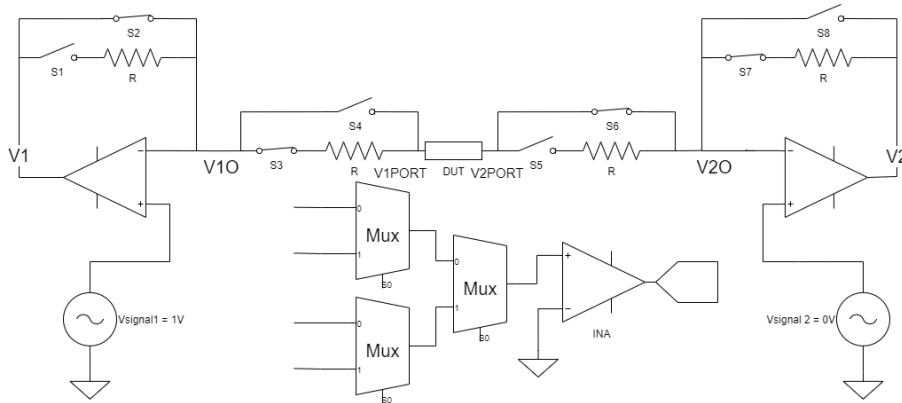 S2
S8
S1
R
S7
R
S4
S6
V1
V1O
S3
R
V1PORT
DUT
V2PORT
S5
R
V2O
V2
-
+
-
+
0
Mux
1
S0
0
Mux
1
S0
+
-
INA
0
Mux
1
S0
Vsignal1 = 1V
Vsignal 2 = 0V